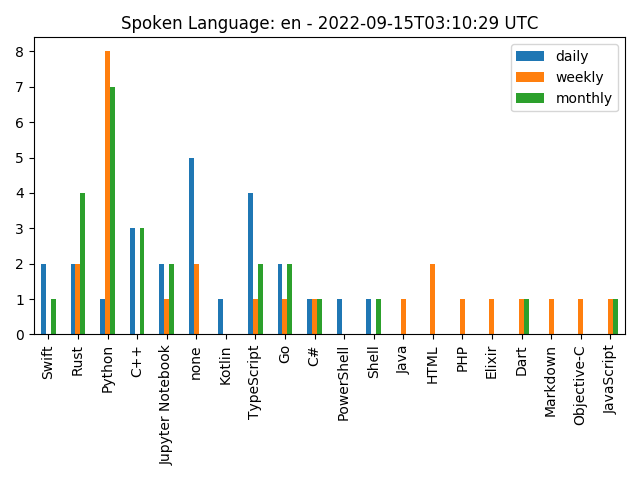 Spoken Language: en - 2022-09-15T03:10:29 UTC
daily
weekly
monthly
8
7
6
5
4
3
2
1
0
Swift
Rust
Python
C++
Jupyter Notebook
none
Kotlin
TypeScript
Go
C#
PowerShell
Shell
Java
HTML
PHP
Elixir
Dart
Markdown
Objective-C
JavaScript